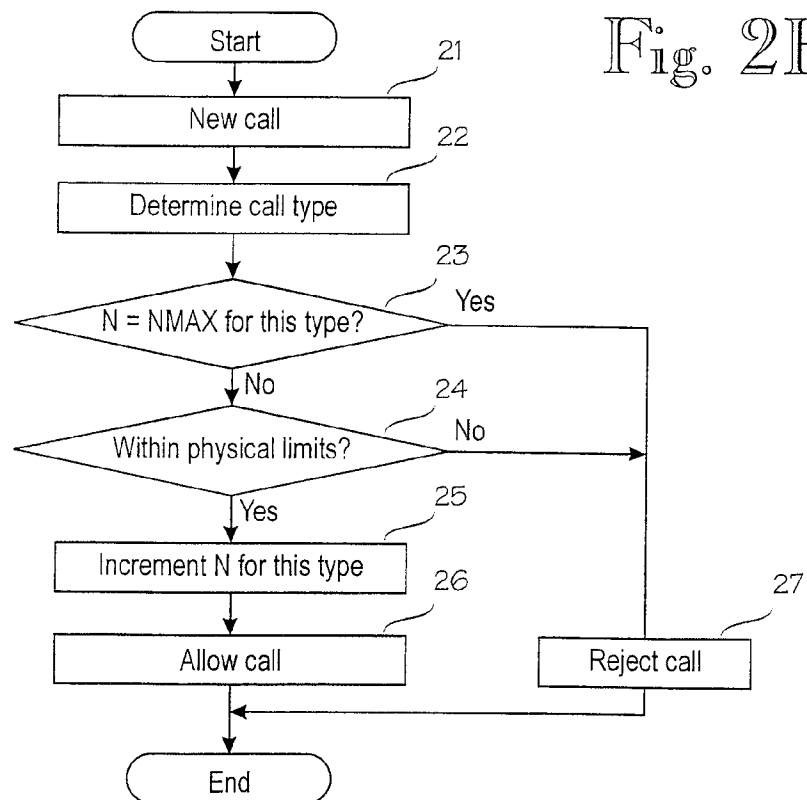 Fig. 2
Start
21
New call
22
Determine call type
23
N = NMAX for this type?
Yes
No
24
Within physical limits?
No
Yes
25
Increment N for this type
26
Allow call
27
Reject call
End